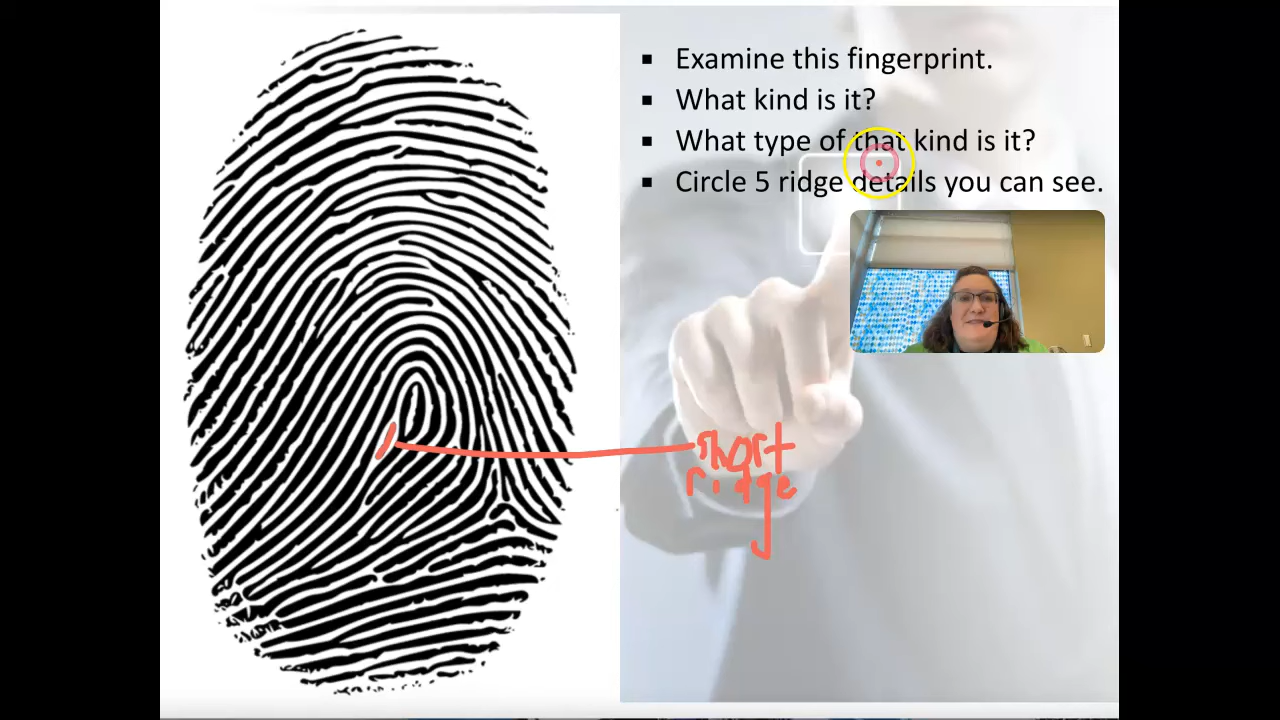 ▪ Examine this fingerprint.
▪ What kind is it?
▪ What type of that kind is it?
▪ Circle 5 ridge details you can see.
short
ridge